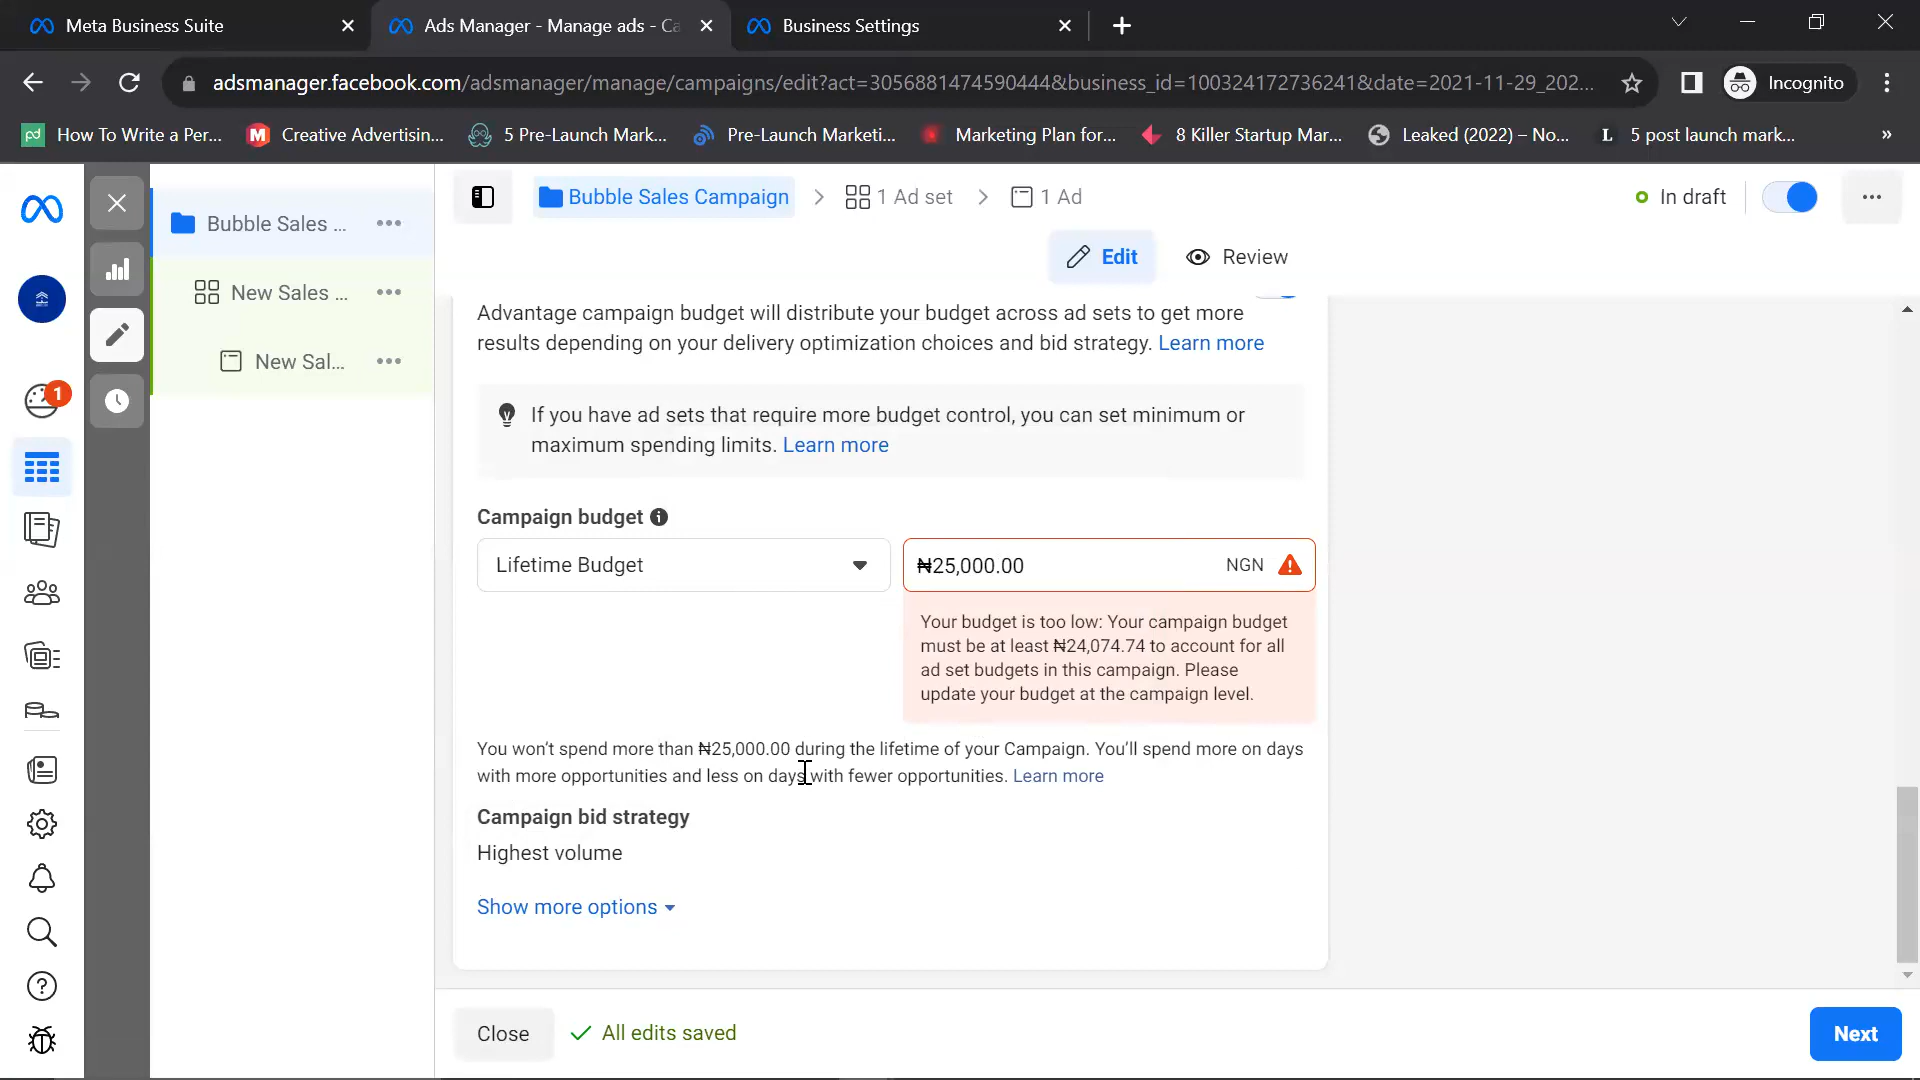 Meta Business Suite
Ads Manager - Manage ads - Ca
Business Settings
adsmanager.facebook.com/adsmanager/manage/campaigns/edit?act=3056881474590444&business_id=100324172736241&date=2021-11-29_202...
Incognito
pd How To Write a Per...
M Creative Advertisin...
5 Pre-Launch Mark...
Pre-Launch Marketi...
Marketing Plan for...
8 Killer Startup Mar...
Leaked (2022) – No...
L 5 post launch mark...
»
Bubble Sales ...
New Sales ...
New Sal...
1
Bubble Sales Campaign
1 Ad set
1 Ad
In draft
Edit
Review
Advantage campaign budget will distribute your budget across ad sets to get more
results depending on your delivery optimization choices and bid strategy. Learn more
If you have ad sets that require more budget control, you can set minimum or
maximum spending limits. Learn more
Campaign budget
Lifetime Budget
₦25,000.00 NGN
Your budget is too low: Your campaign budget
must be at least ₦24,074.74 to account for all
ad set budgets in this campaign. Please
update your budget at the campaign level.
You won't spend more than ₦25,000.00 during the lifetime of your Campaign. You'll spend more on days
with more opportunities and less on days with fewer opportunities. Learn more
Campaign bid strategy
Highest volume
Show more options
Close
All edits saved
Next